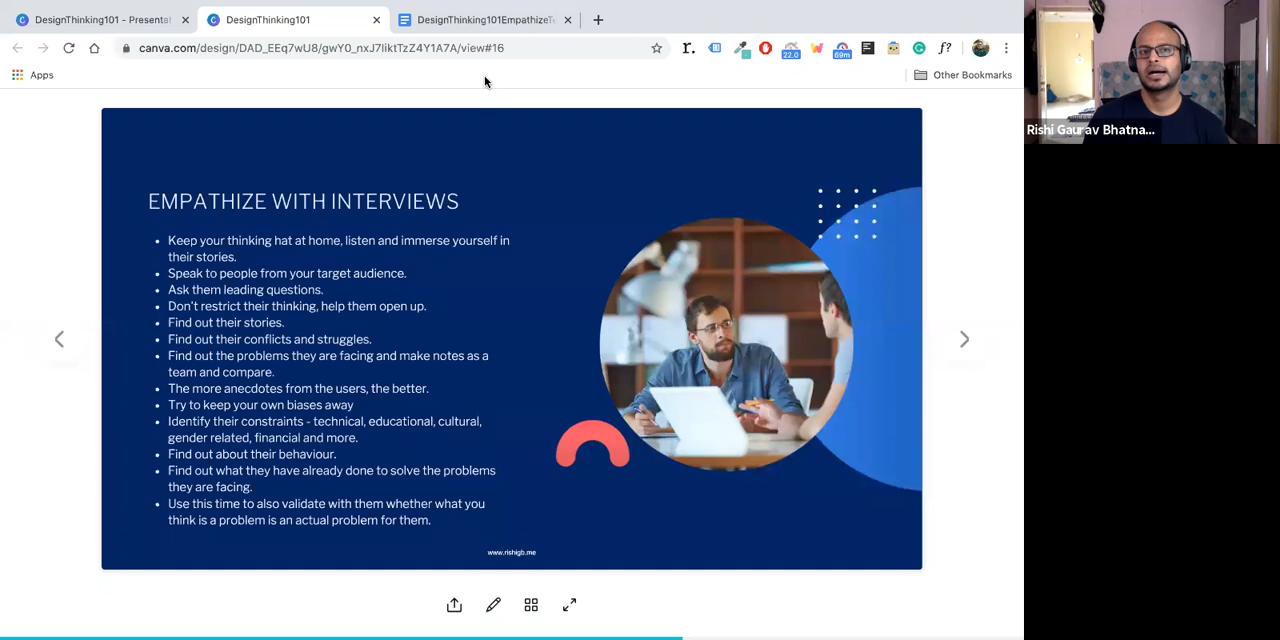 DesignThinking101 - Presentat
DesignThinking101
DesignThinking101EmpathizeTe
canva.com/design/DAD_EEq7wU8/gwY0_nxJ7liktTzZ4Y1A7A/view#16
r.
22.0
69m
f?
Apps
Other Bookmarks
Rishi Gaurav Bhatna...
EMPATHIZE WITH INTERVIEWS
• Keep your thinking hat at home, listen and immerse yourself in
their stories.
• Speak to people from your target audience.
• Ask them leading questions.
• Don't restrict their thinking, help them open up.
• Find out their stories.
• Find out their conflicts and struggles.
• Find out the problems they are facing and make notes as a
team and compare.
• The more anecdotes from the users, the better.
• Try to keep your own biases away
• Identify their constraints - technical, educational, cultural,
gender related, financial and more.
• Find out about their behaviour.
• Find out what they have already done to solve the problems
they are facing.
• Use this time to also validate with them whether what you
think is a problem is an actual problem for them.
www.rishigb.me